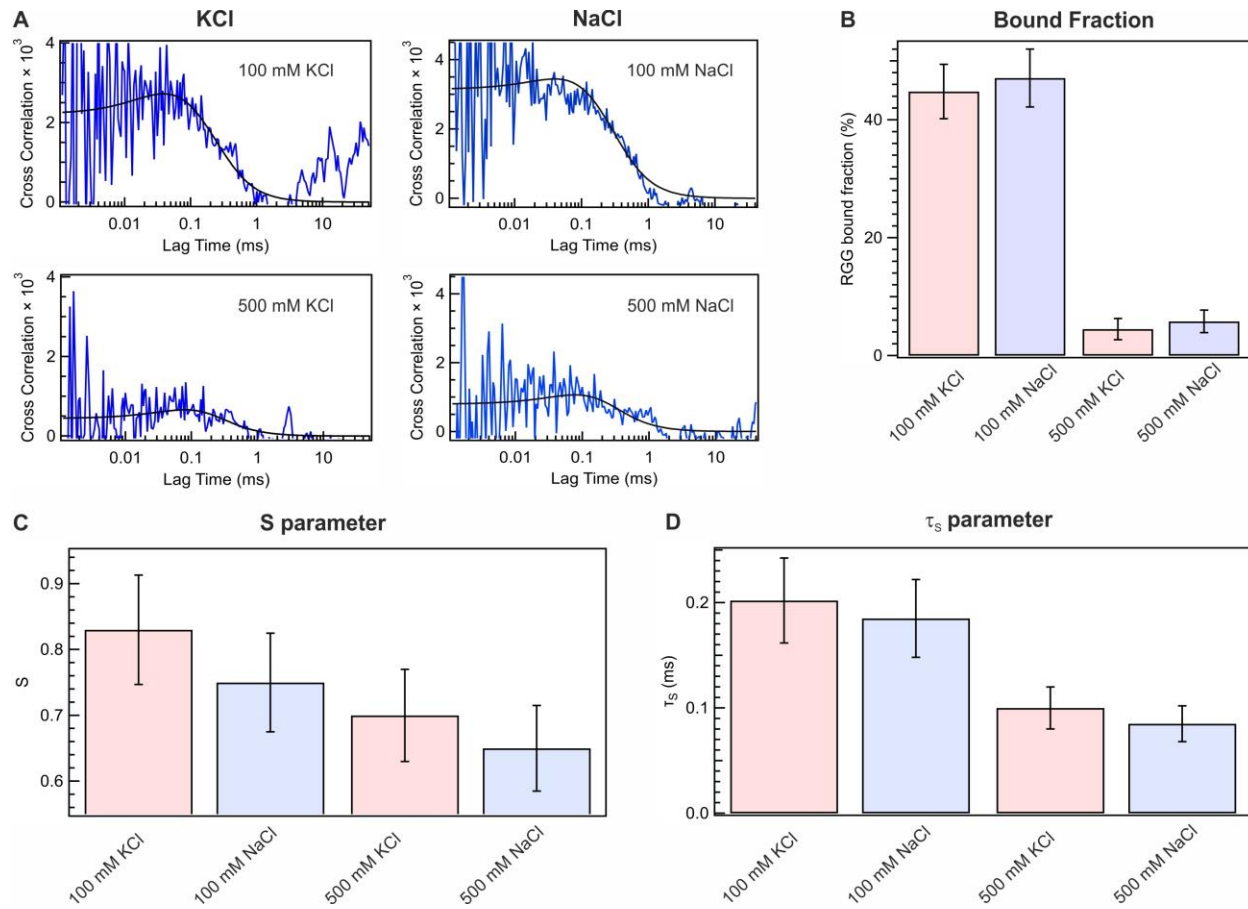 A
KCl
NaCl
Cross Correlation × 10³
4
2
0
100 mM KCl
0.01
0.1
1
10
Lag Time (ms)
Cross Correlation × 10³
4
2
0
100 mM NaCl
0.01
0.1
1
10
Lag Time (ms)
Cross Correlation × 10³
4
2
0
500 mM KCl
0.01
0.1
1
10
Lag Time (ms)
Cross Correlation × 10³
4
2
0
500 mM NaCl
0.01
0.1
1
10
Lag Time (ms)
B
Bound Fraction
RGG bound fraction (%)
40
20
0
100 mM KCl
100 mM NaCl
500 mM KCl
500 mM NaCl
C
S parameter
S
0.9
0.8
0.7
0.6
100 mM KCl
100 mM NaCl
500 mM KCl
500 mM NaCl
D
τS parameter
τS (ms)
0.2
0.1
0.0
100 mM KCl
100 mM NaCl
500 mM KCl
500 mM NaCl